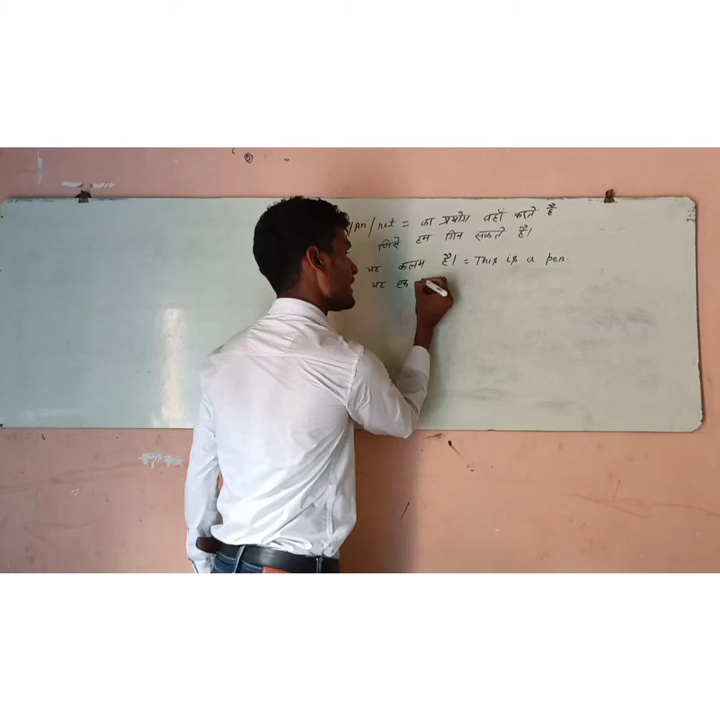 /An/not = का प्रयोग वहाँ करते है
जिसे हम गिन सकते है।
यह कलम है। = This is a pen.
यह एक